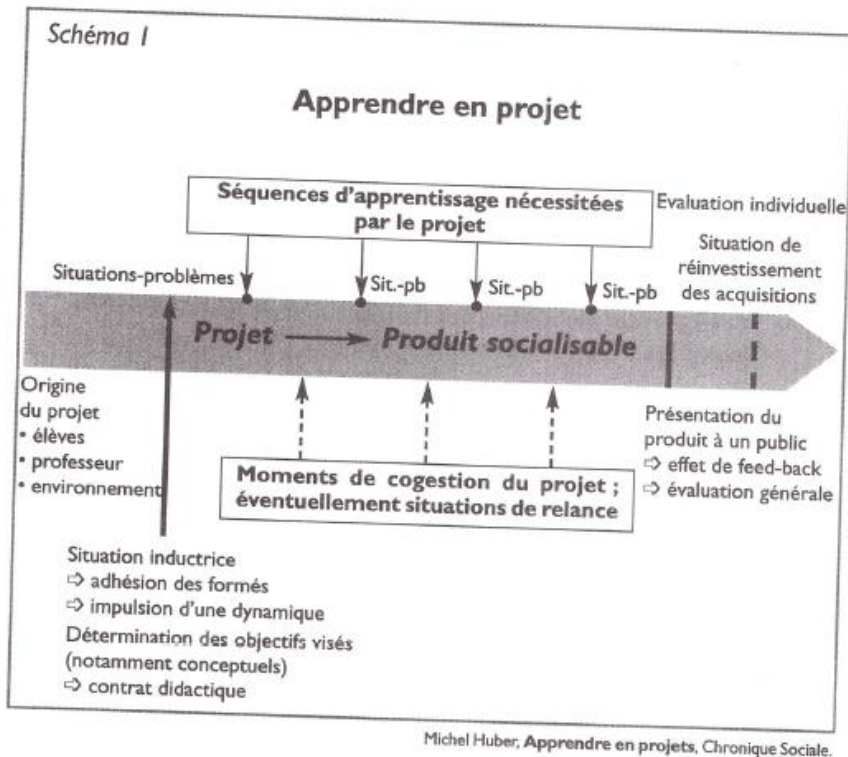 Schéma 1
Apprendre en projet
Séquences d'apprentissage nécessitées
par le projet
Evaluation individuelle
Situation de
réinvestissement
des acquisitions
Situations-problèmes
Sit.-pb
Sit.-pb
Sit.-pb
Projet → Produit socialisable
Origine
du projet
• élèves
• professeur
• environnement
Moments de cogestion du projet ;
éventuellement situations de relance
Présentation du
produit à un public
⇨ effet de feed-back
⇨ évaluation générale
Situation inductrice
⇨ adhésion des formés
⇨ impulsion d'une dynamique
Détermination des objectifs visés
(notamment conceptuels)
⇨ contrat didactique
Michel Huber, Apprendre en projets, Chronique Sociale.